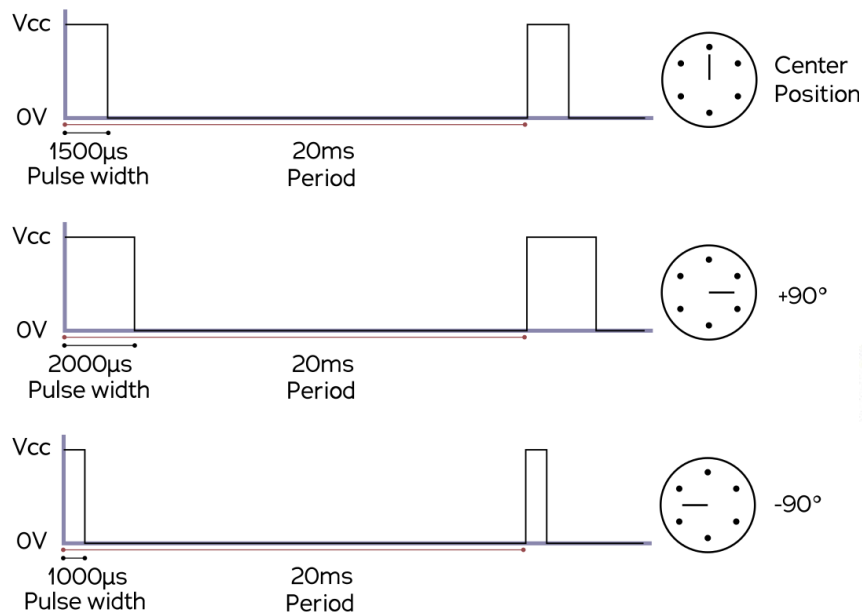 Vcc
0V
1500µs
Pulse width
20ms
Period
Center
Position
Vcc
0V
2000µs
Pulse width
20ms
Period
+90°
Vcc
0V
1000µs
Pulse width
20ms
Period
-90°